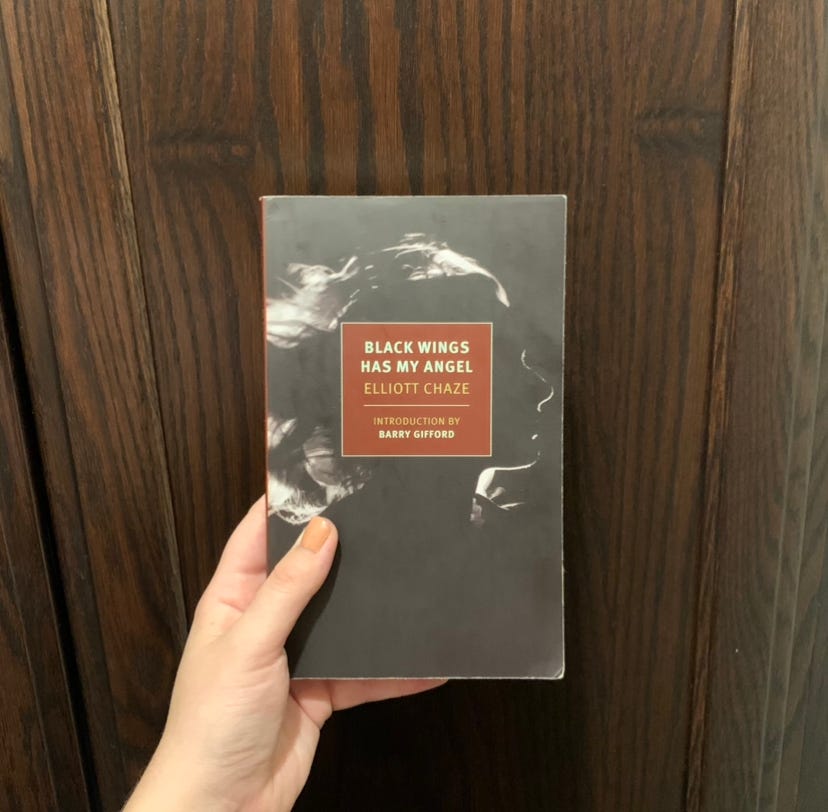 BLACK WINGS
HAS MY ANGEL
ELLIOTT CHAZE
INTRODUCTION BY
BARRY GIFFORD